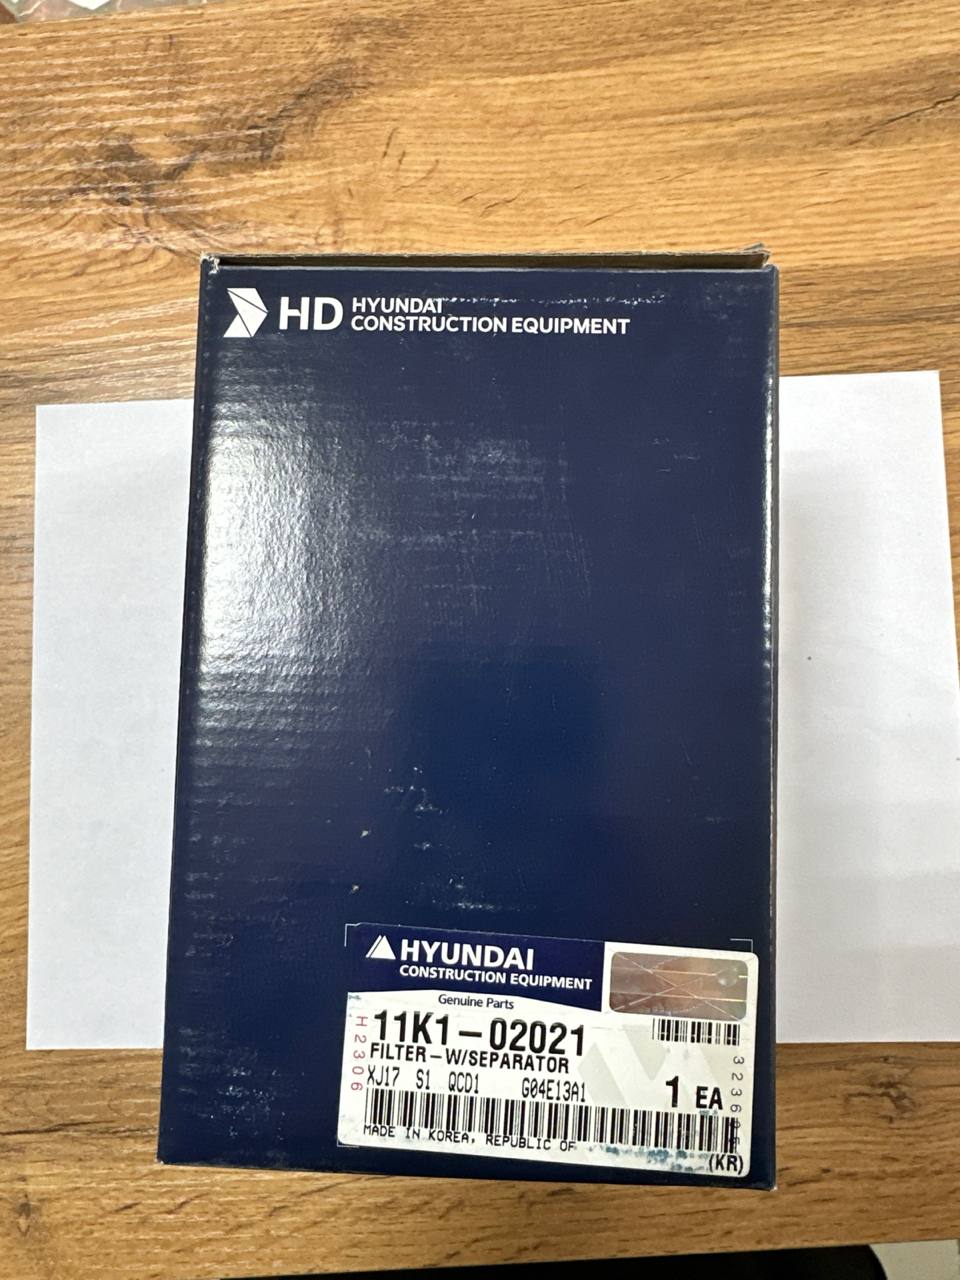 HD HYUNDAI
CONSTRUCTION EQUIPMENT
HYUNDAI
CONSTRUCTION EQUIPMENT
Genuine Parts
11K1-02021
FILTER-W/SEPARATOR
XJ17 S1 QCD1 G04E13A1
1 EA
MADE IN KOREA, REPUBLIC OF
(KR)
H2306